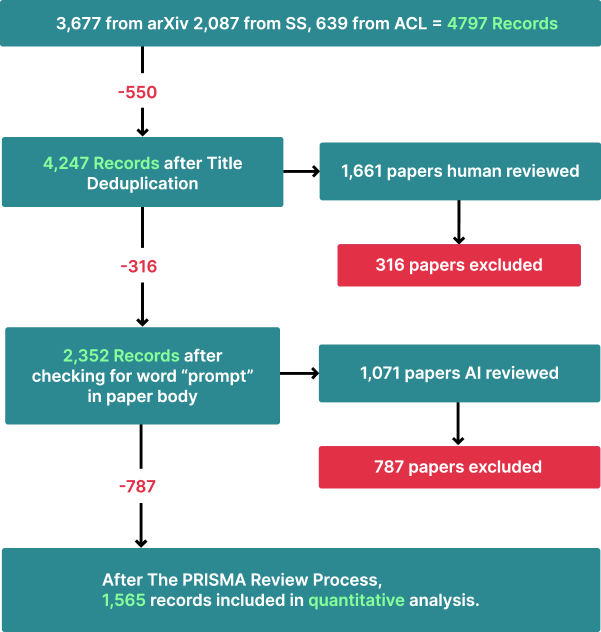 3,677 from arXiv 2,087 from SS, 639 from ACL = 4797 Records
-550
4,247 Records after Title
Deduplication
1,661 papers human reviewed
316 papers excluded
-316
2,352 Records after
checking for word “prompt”
in paper body
1,071 papers AI reviewed
787 papers excluded
-787
After The PRISMA Review Process,
1,565 records included in quantitative analysis.